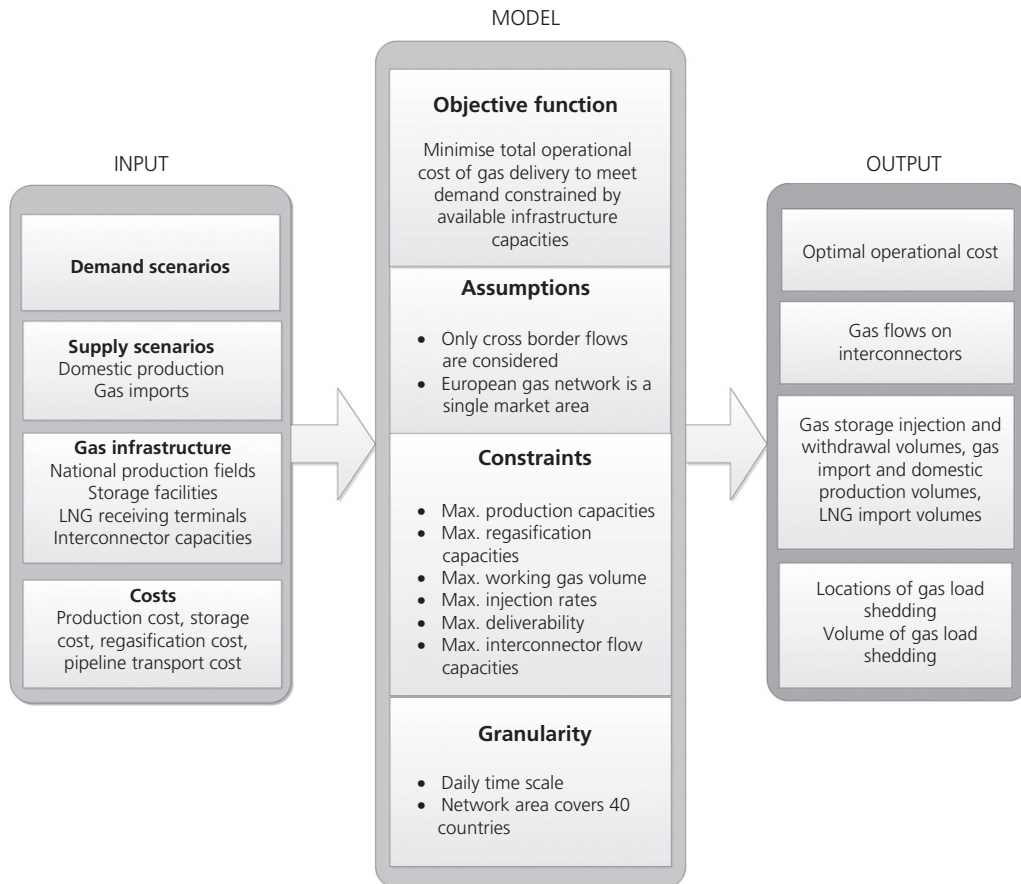 INPUT
Demand scenarios
Supply scenarios
Domestic production
Gas imports
Gas infrastructure
National production fields
Storage facilities
LNG receiving terminals
Interconnector capacities
Costs
Production cost, storage
cost, regasification cost,
pipeline transport cost
MODEL
Objective function
Minimise total operational
cost of gas delivery to meet
demand constrained by
available infrastructure
capacities
Assumptions
• Only cross border flows
are considered
• European gas network is a
single market area
Constraints
• Max. production capacities
• Max. regasification
capacities
• Max. working gas volume
• Max. injection rates
• Max. deliverability
• Max. interconnector flow
capacities
Granularity
• Daily time scale
• Network area covers 40
countries
OUTPUT
Optimal operational cost
Gas flows on
interconnectors
Gas storage injection and
withdrawal volumes, gas
import and domestic
production volumes,
LNG import volumes
Locations of gas load
shedding
Volume of gas load
shedding